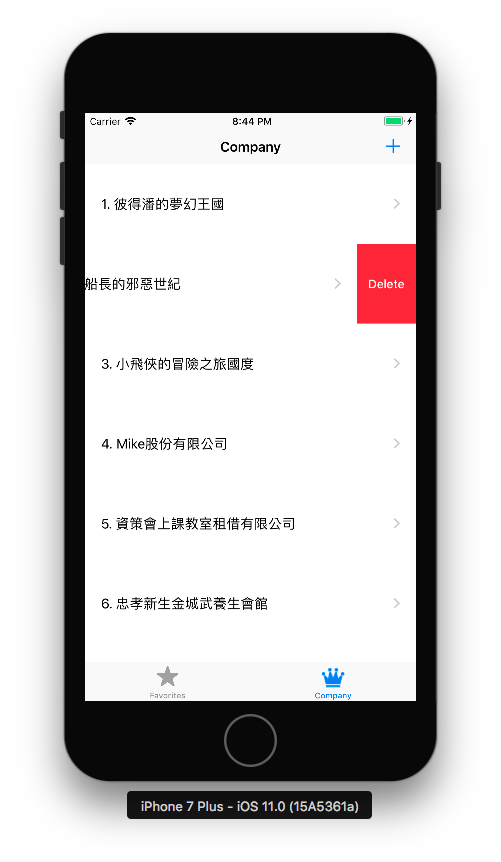 Carrier 8:44 PM
Company
1. 彼得潘的夢幻王國
船長的邪惡世紀
Delete
3. 小飛俠的冒險之旅國度
4. Mike股份有限公司
5. 資策會上課教室租借有限公司
6. 忠孝新生金城武養生會館
Favorites Company
iPhone 7 Plus - iOS 11.0 (15A5361a)